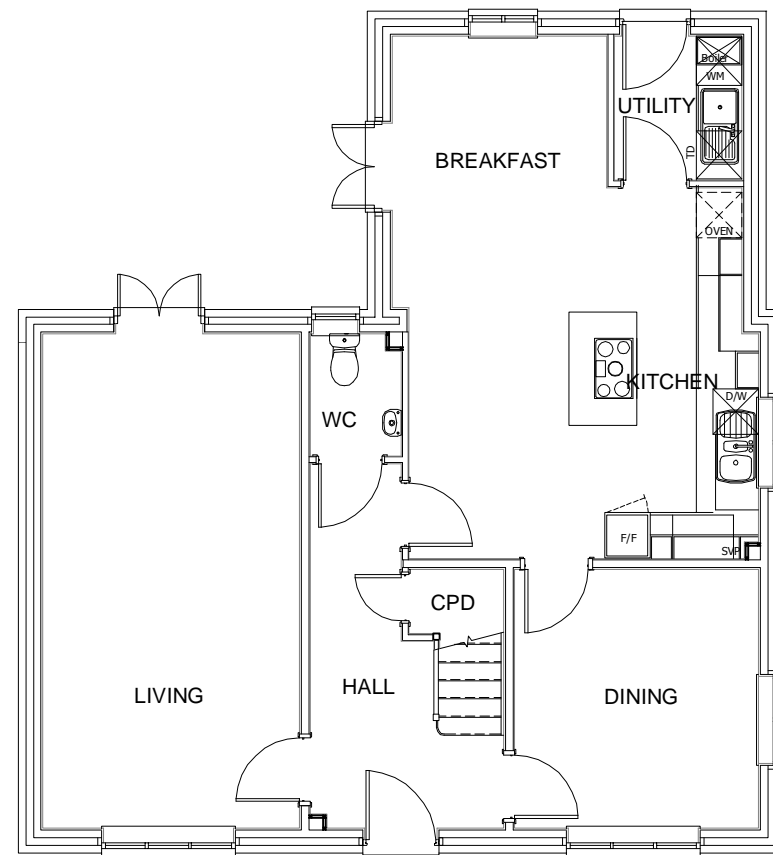 Boiler
WM
UTILITY
TD
BREAKFAST
OVEN
KITCHEN
D/W
WC
F/F
SVP
CPD
HALL
LIVING
DINING